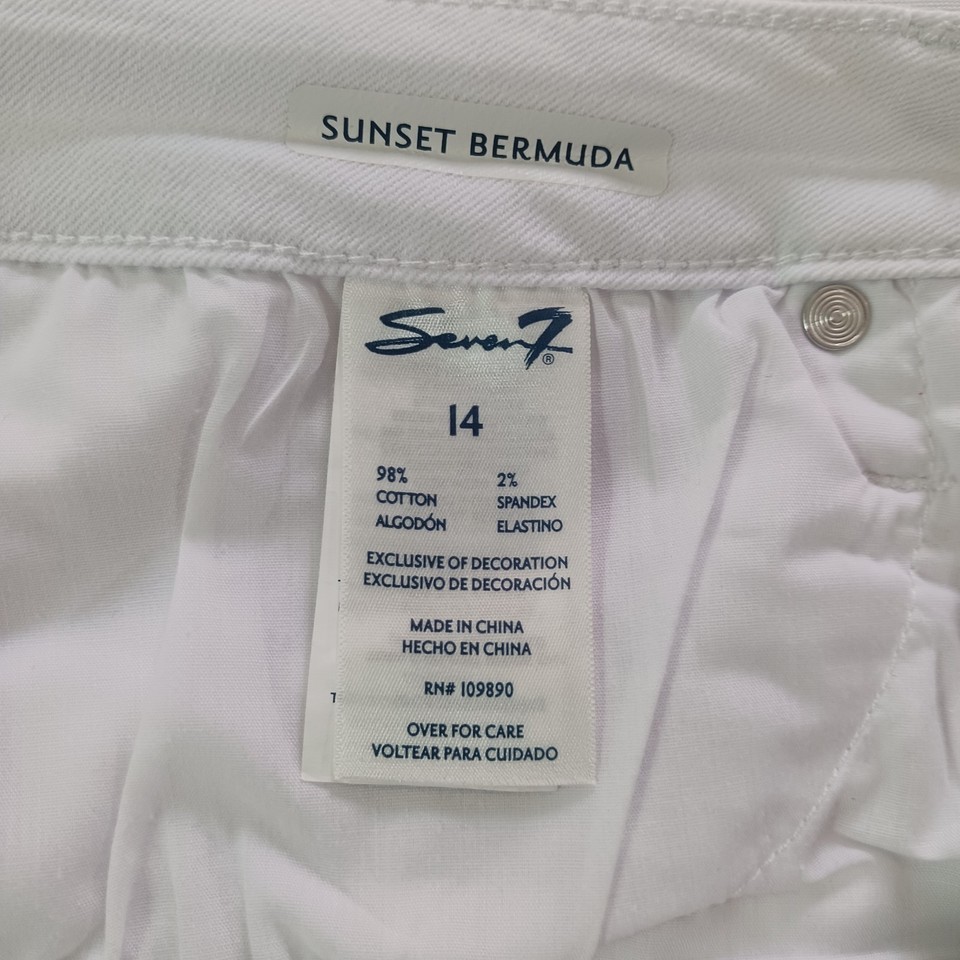 SUNSET BERMUDA
Seven7®
14
98% 2%
COTTON SPANDEX
ALGODÓN ELASTINO
EXCLUSIVE OF DECORATION
EXCLUSIVO DE DECORACIÓN
MADE IN CHINA
HECHO EN CHINA
RN# 109890
OVER FOR CARE
VOLTEAR PARA CUIDADO